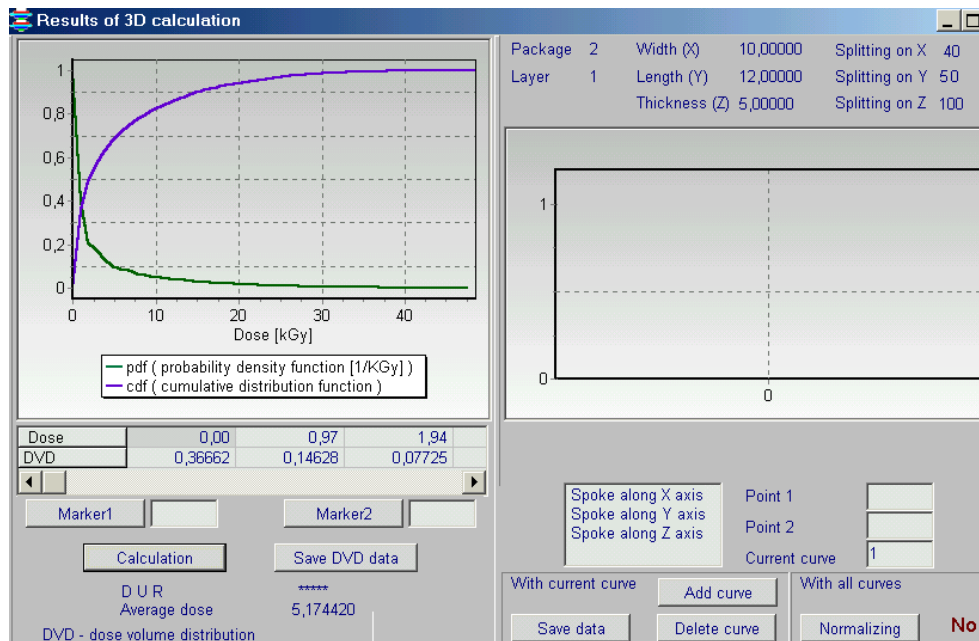 Results of 3D calculation
1
0,8
0,6
0,4
0,2
0
0 10 20 30 40
Dose [kGy]
pdf ( probability density function [1/KGy] )
cdf ( cumulative distribution function )
Dose 0,00 0,97 1,94
DVD 0,36662 0,14628 0,07725
Marker1 Marker2
Calculation Save DVD data
D U R *****
Average dose 5,174420
DVD - dose volume distribution
Package 2 Width (X) 10,00000 Splitting on X 40
Layer 1 Length (Y) 12,00000 Splitting on Y 50
Thickness (Z) 5,00000 Splitting on Z 100
1
0
0
Spoke along X axis
Spoke along Y axis
Spoke along Z axis
Point 1
Point 2
Current curve 1
With current curve
Add curve
Save data Delete curve
With all curves
Normalizing No